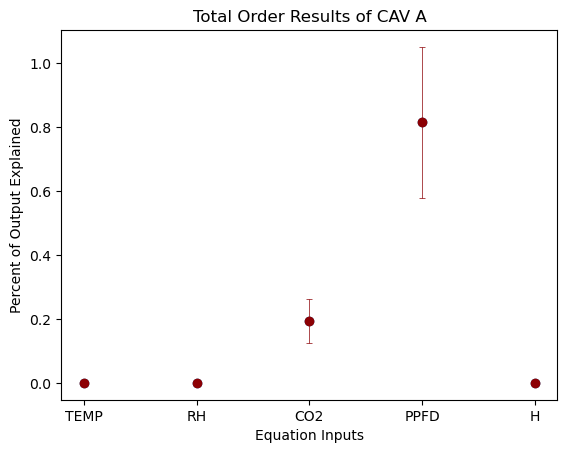 Total Order Results of CAV A
Percent of Output Explained
1.0
0.8
0.6
0.4
0.2
0.0
TEMP RH CO2 PPFD H
Equation Inputs